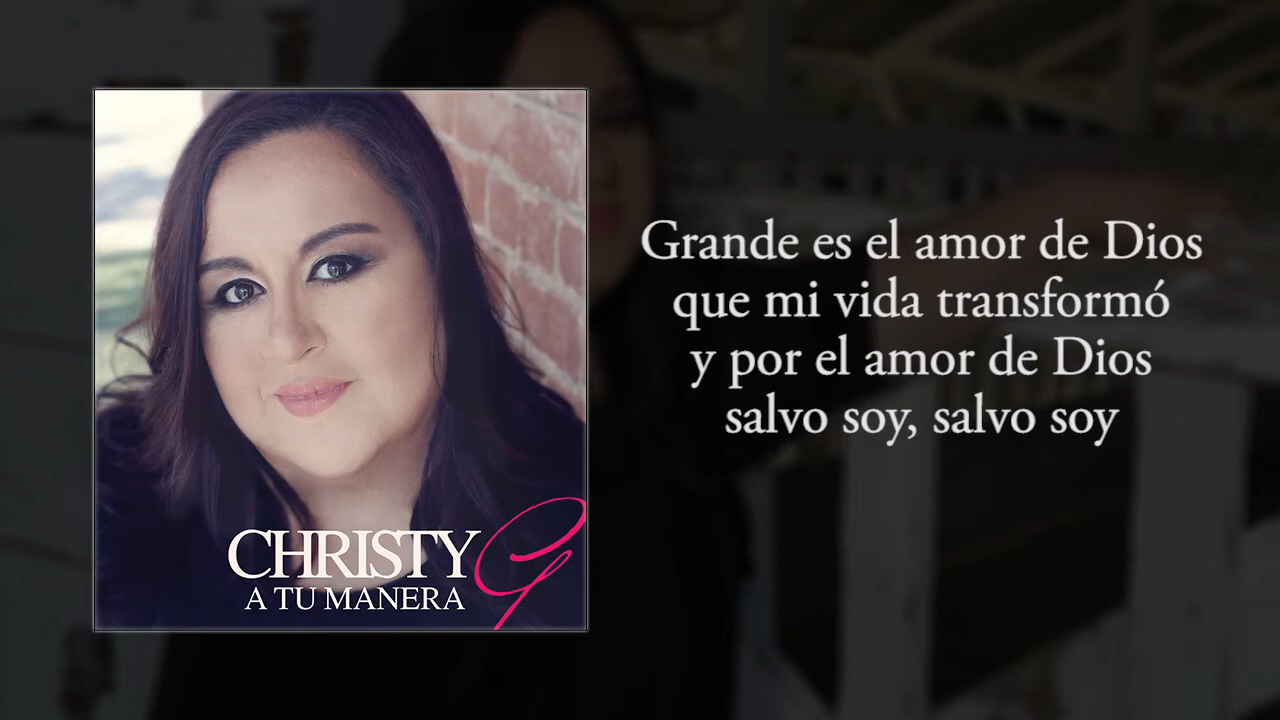 CHRISTY G
A TU MANERA
Grande es el amor de Dios
que mi vida transformó
y por el amor de Dios
salvo soy, salvo soy